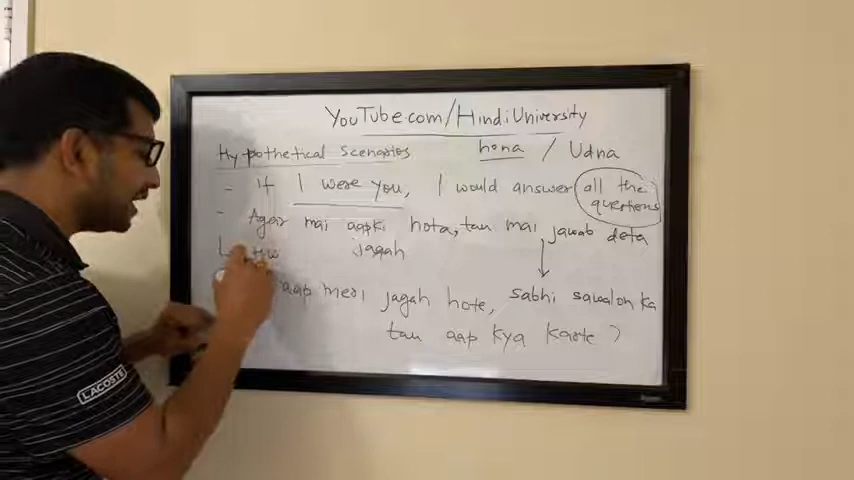 YouTube.com/HindiUniversity
Hypothetical Scenarios hona / Udna
- If I were you, I would answer all the questions
- Agar mai aapki jagah hota, tau mai jawab deta
sabhi sawalon ka
aap meri jagah hote,
tau aap kya karte ?
LACOSTE